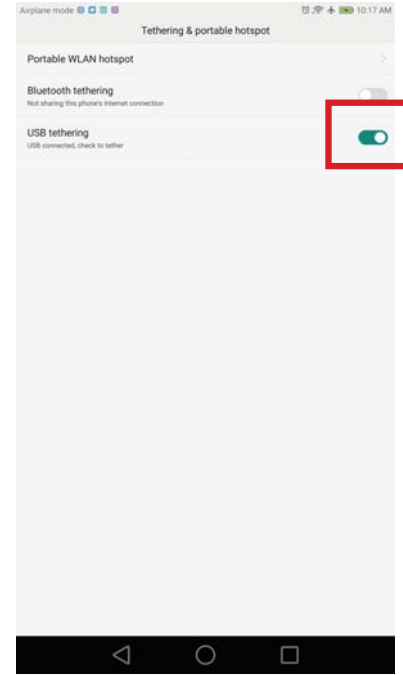 Airplane mode 10:17 AM
Tethering & portable hotspot
Portable WLAN hotspot
Bluetooth tethering
Not sharing this phone's Internet connection
USB tethering
USB connected, check to tether